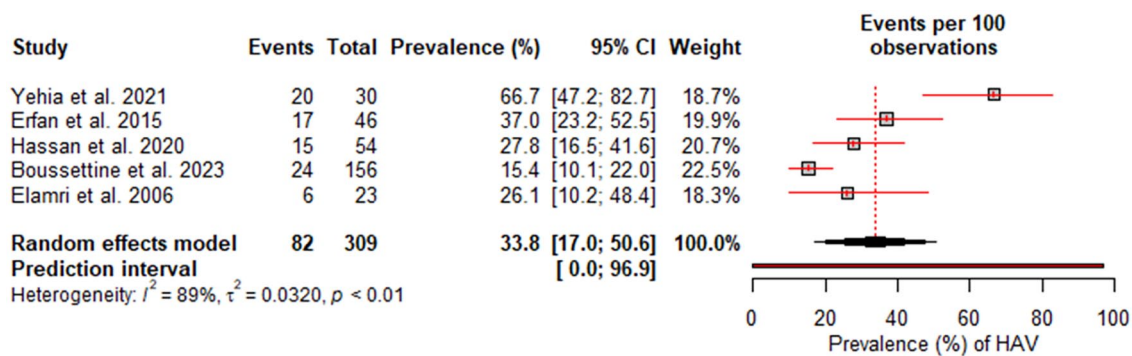 Events per 100
observations
Study Events Total Prevalence (%) 95% CI Weight
Yehia et al. 2021 20 30 66.7 [47.2; 82.7] 18.7%
Erfan et al. 2015 17 46 37.0 [23.2; 52.5] 19.9%
Hassan et al. 2020 15 54 27.8 [16.5; 41.6] 20.7%
Boussettine et al. 2023 24 156 15.4 [10.1; 22.0] 22.5%
Elamri et al. 2006 6 23 26.1 [10.2; 48.4] 18.3%
Random effects model 82 309 33.8 [17.0; 50.6] 100.0%
Prediction interval [ 0.0; 96.9]
Heterogeneity: I² = 89%, τ² = 0.0320, p < 0.01
0 20 40 60 80 100
Prevalence (%) of HAV